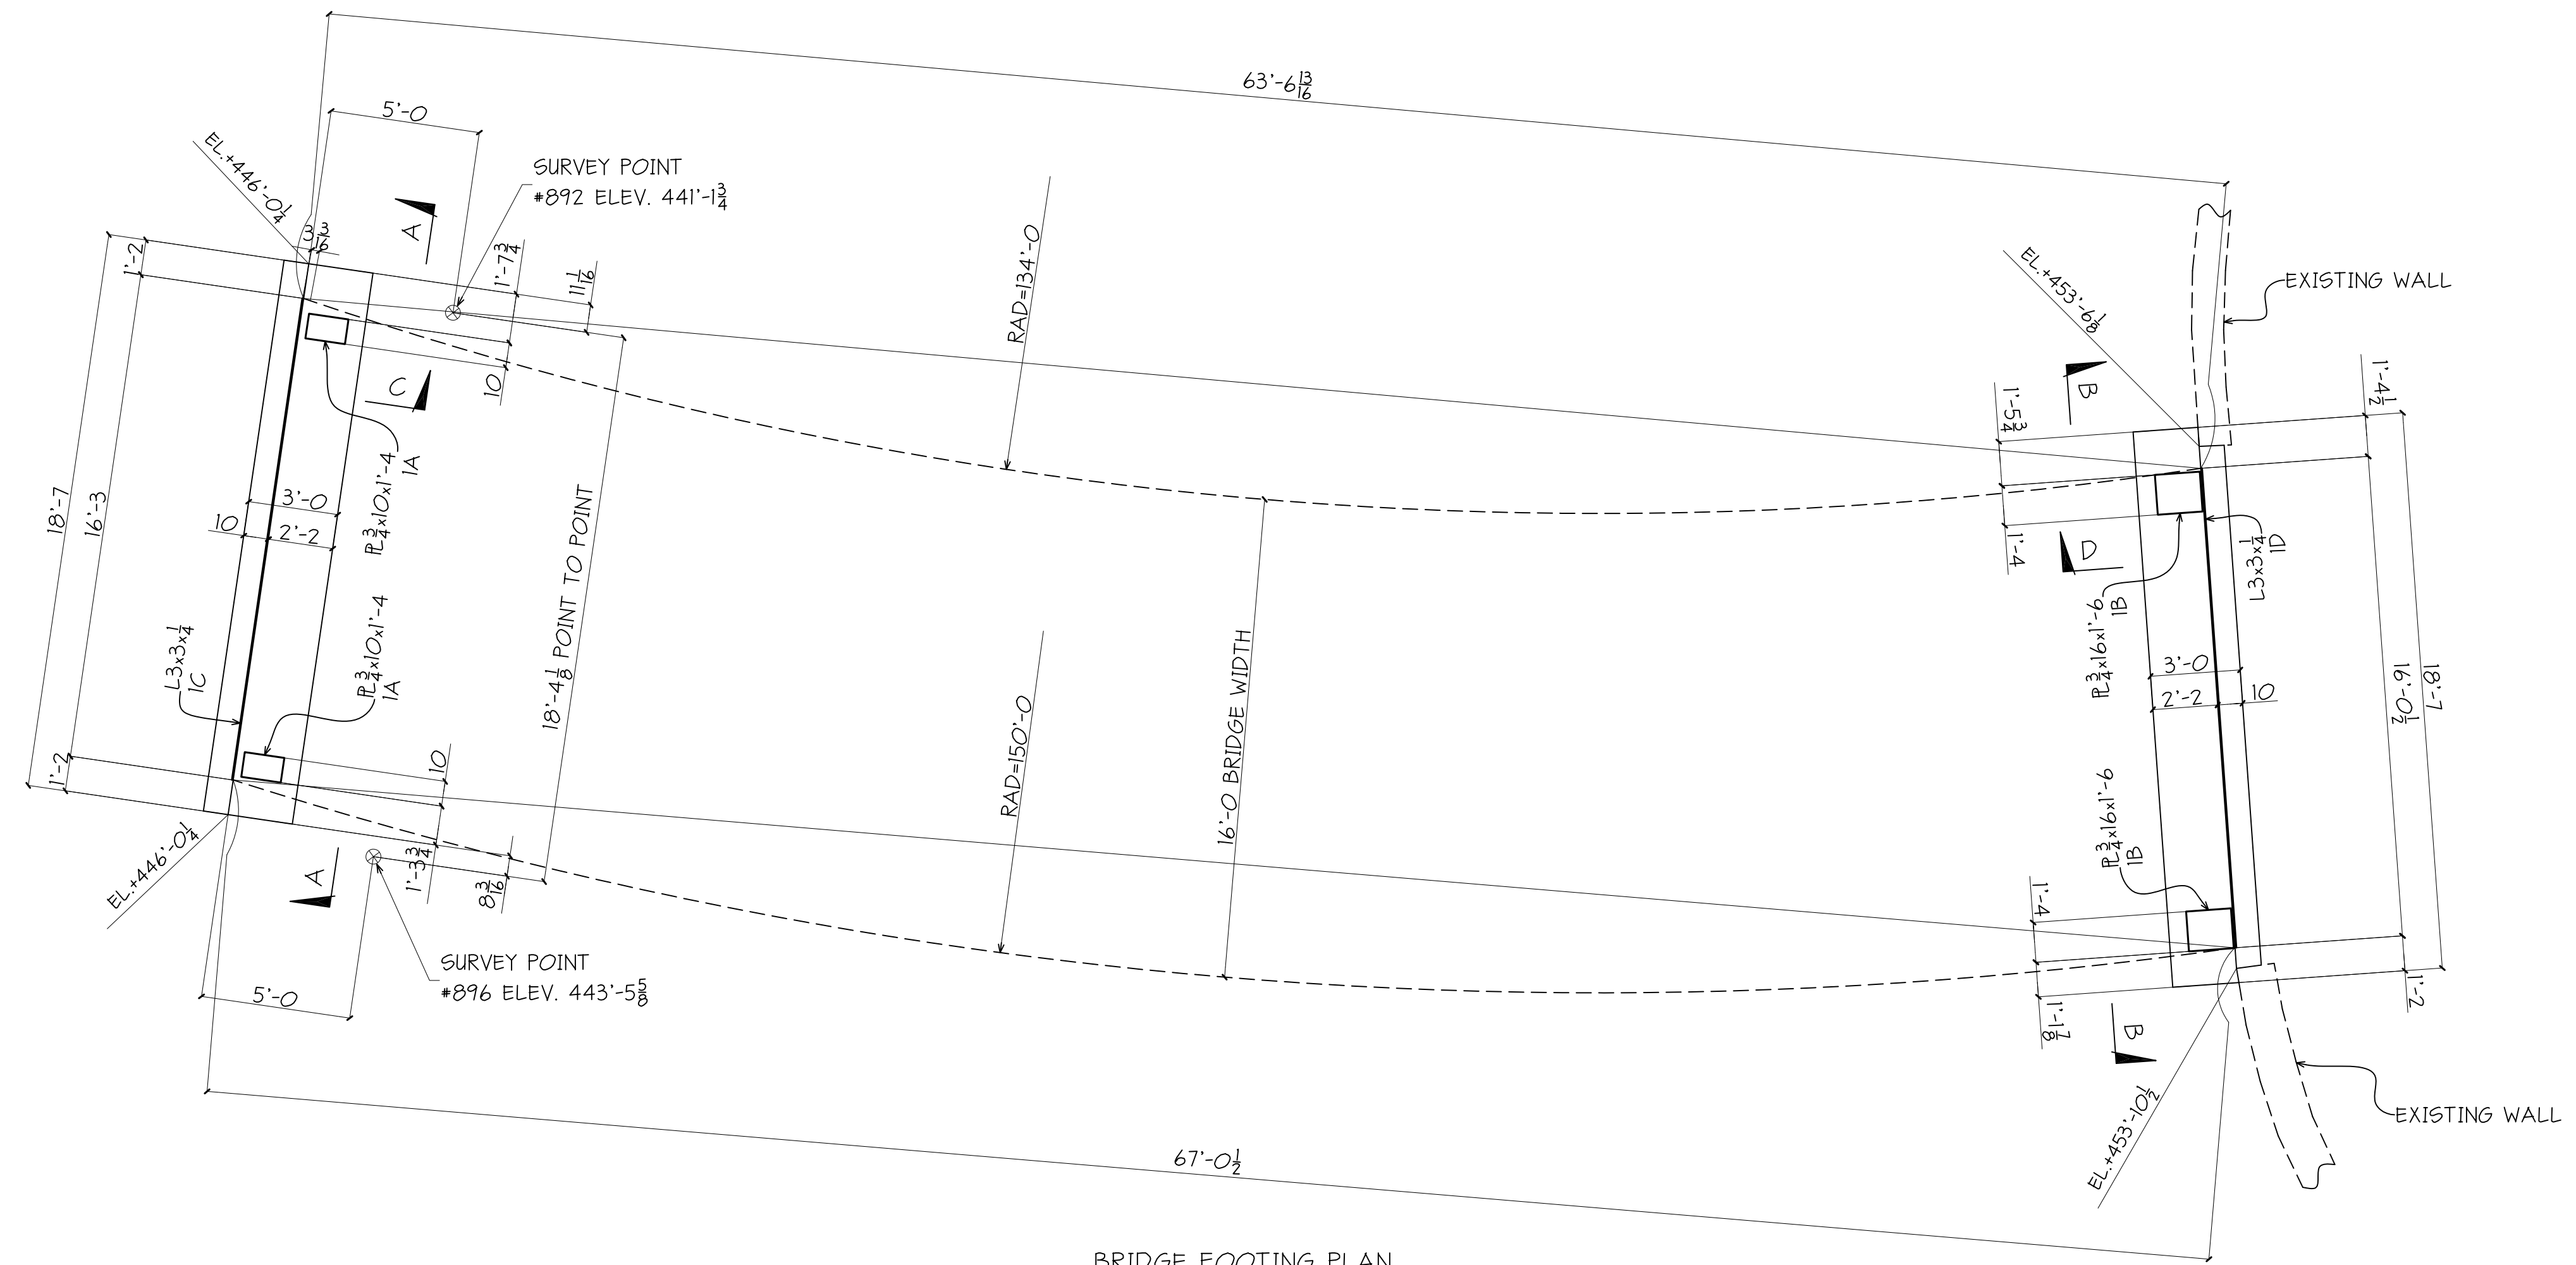 63'-6 13/16
5'-0
SURVEY POINT
#892 ELEV. 441'-1 3/4
EL.+446'-0 1/4
A
3 3/16
1'-2
1'-7 3/4
11 1/16
RAD=134'-0
EL.+453'-6 1/8
EXISTING WALL
C
10
PL 3/4x10x1'-4
1A
B
1'-5 3/4
1'-4 1/2
18'-7
16'-3
3'-0
10
2'-2
18'-4 1/8 POINT TO POINT
D
1'-4
L3x3x1/4
1D
PL 3/4x16x1'-6
1B
L3x3x1/4
1C
PL 3/4x10x1'-4
1A
RAD=150'-0
16'-0 BRIDGE WIDTH
3'-0
2'-2
10
16'-0 1/2
18'-7
1'-2
10
PL 3/4x16x1'-6
1B
EL.+446'-0 1/4
A
1'-3 3/4
8 3/16
1'-4
1'-1 7/8
1'-2
B
SURVEY POINT
#896 ELEV. 443'-5 5/8
5'-0
EL.+453'-10 1/2
EXISTING WALL
67'-0 1/2
BRIDGE FOOTING PLAN